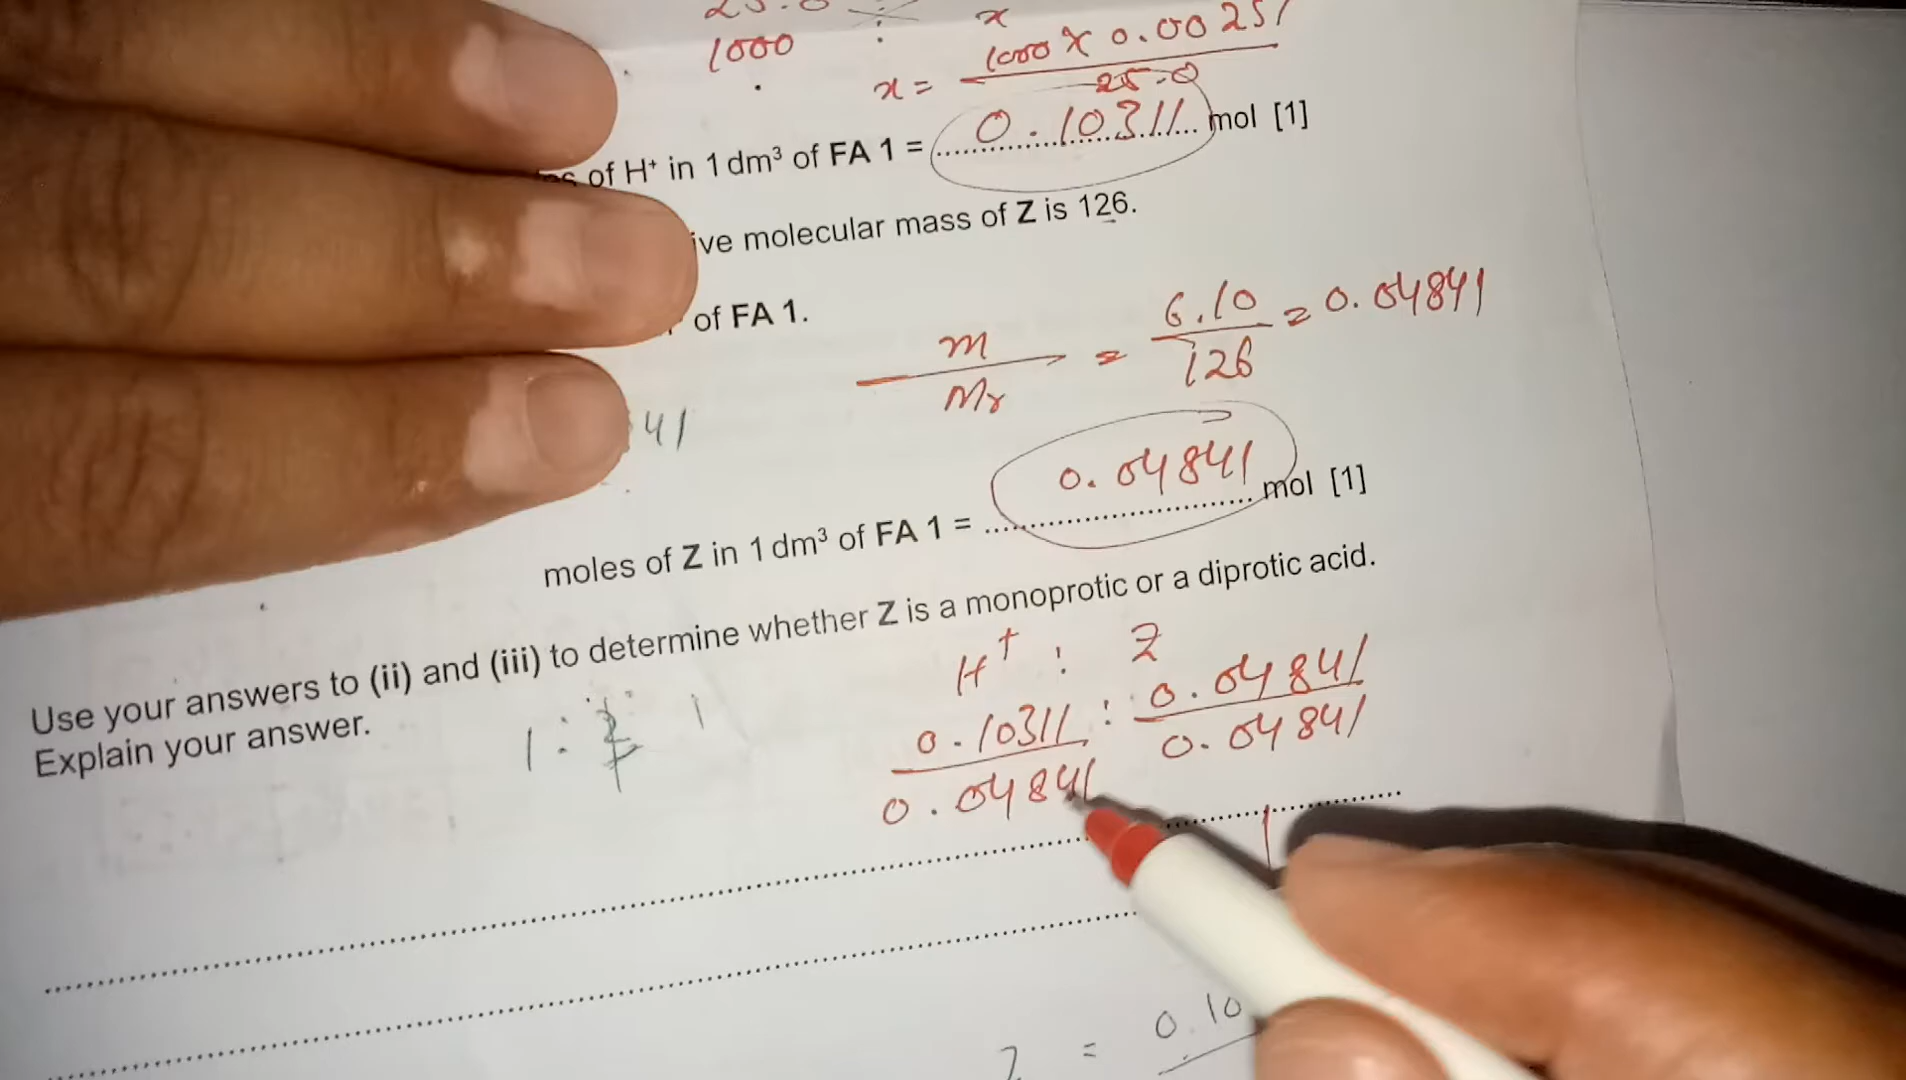 1000 : x
x = 1000 x 0.00251
25.0
of H+ in 1 dm³ of FA 1 = 0.10311 mol [1]
ive molecular mass of Z is 126.
of FA 1.
m
Mr
= 6.10
126
= 0.04841
41
0.04841
moles of Z in 1 dm³ of FA 1 = .............................. mol [1]
Use your answers to (ii) and (iii) to determine whether Z is a monoprotic or a diprotic acid.
Explain your answer.
H+ : Z
0.10311 : 0.04841
0.04841 0.04841
1
= 0.10